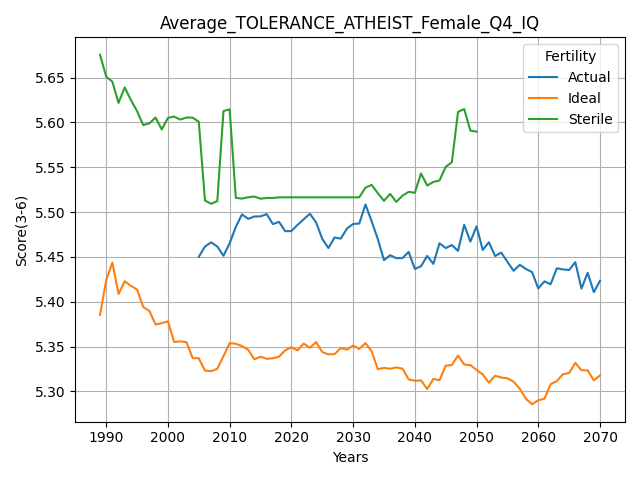 Average_TOLERANCE_ATHEIST_Female_Q4_IQ
Score(3-6)
5.65
5.60
5.55
5.50
5.45
5.40
5.35
5.30
Fertility
Actual
Ideal
Sterile
1990 2000 2010 2020 2030 2040 2050 2060 2070
Years